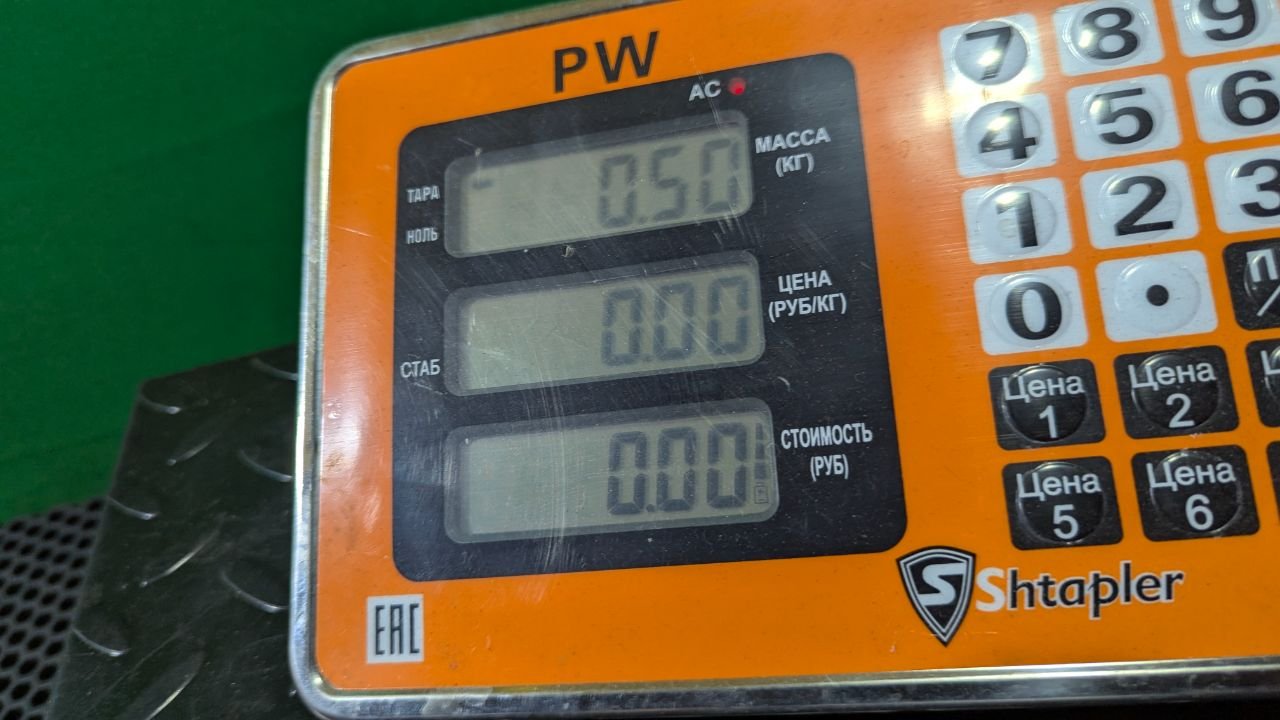 PW
AC
ТАРА
НОЛЬ
0.50
МАССА
(КГ)
0.00
ЦЕНА
(РУБ/КГ)
СТАБ
0.00
СТОИМОСТЬ
(РУБ)
7 8 9
4 5 6
1 2 3
0 •
Цена
1
Цена
2
Цена
5
Цена
6
S Shtapler
EAC